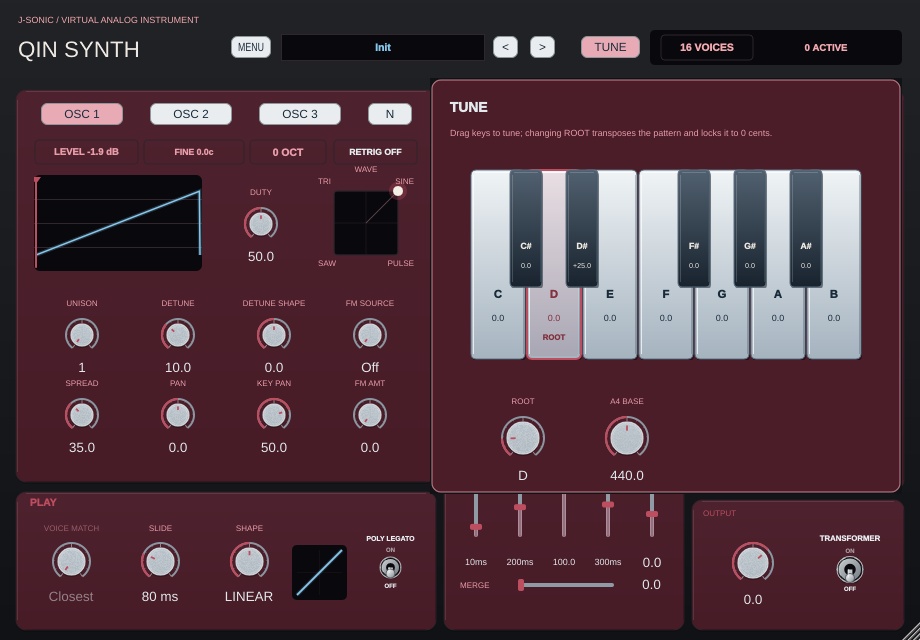 J-SONIC / VIRTUAL ANALOG INSTRUMENT
QIN SYNTH
MENU
Init
<
>
TUNE
16 VOICES
0 ACTIVE
OSC 1
OSC 2
OSC 3
N
LEVEL -1.9 dB
FINE 0.0c
0 OCT
RETRIG OFF
WAVE
TRI
SINE
SAW
PULSE
DUTY
50.0
UNISON
DETUNE
DETUNE SHAPE
FM SOURCE
1
10.0
0.0
Off
SPREAD
PAN
KEY PAN
FM AMT
35.0
0.0
50.0
0.0
TUNE
Drag keys to tune; changing ROOT transposes the pattern and locks it to 0 cents.
C#
D#
F#
G#
A#
0.0
+25.0
0.0
0.0
0.0
C
D
E
F
G
A
B
0.0
0.0
0.0
0.0
0.0
0.0
0.0
ROOT
ROOT
A4 BASE
D
440.0
PLAY
VOICE MATCH
SLIDE
SHAPE
Closest
80 ms
LINEAR
POLY LEGATO
ON
OFF
10ms
200ms
100.0
300ms
0.0
MERGE
0.0
OUTPUT
0.0
TRANSFORMER
ON
OFF